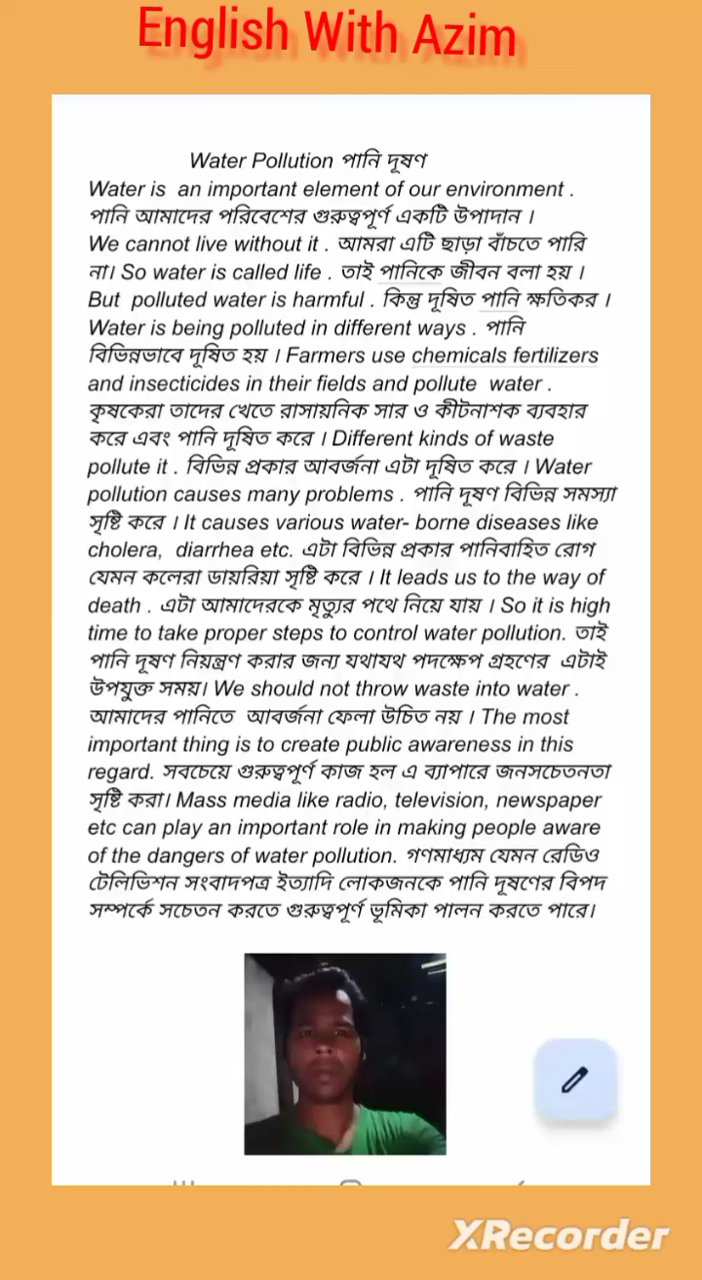 English With Azim
Water Pollution পানি দূষণ
Water is an important element of our environment .
পানি আমাদের পরিবেশের গুরুত্বপূর্ণ একটি উপাদান ।
We cannot live without it . আমরা এটি ছাড়া বাঁচতে পারি
না। So water is called life . তাই পানিকে জীবন বলা হয় ।
But polluted water is harmful . কিন্তু দূষিত পানি ক্ষতিকর ।
Water is being polluted in different ways . পানি
বিভিন্নভাবে দূষিত হয় । Farmers use chemicals fertilizers
and insecticides in their fields and pollute water .
কৃষকেরা তাদের খেতে রাসায়নিক সার ও কীটনাশক ব্যবহার
করে এবং পানি দূষিত করে । Different kinds of waste
pollute it . বিভিন্ন প্রকার আবর্জনা এটা দূষিত করে । Water
pollution causes many problems . পানি দূষণ বিভিন্ন সমস্যা
সৃষ্টি করে । It causes various water- borne diseases like
cholera, diarrhea etc. এটা বিভিন্ন প্রকার পানিবাহিত রোগ
যেমন কলেরা ডায়রিয়া সৃষ্টি করে । It leads us to the way of
death . এটা আমাদেরকে মৃত্যুর পথে নিয়ে যায় । So it is high
time to take proper steps to control water pollution. তাই
পানি দূষণ নিয়ন্ত্রণ করার জন্য যথাযথ পদক্ষেপ গ্রহণের এটাই
উপযুক্ত সময়। We should not throw waste into water .
আমাদের পানিতে আবর্জনা ফেলা উচিত নয় । The most
important thing is to create public awareness in this
regard. সবচেয়ে গুরুত্বপূর্ণ কাজ হল এ ব্যাপারে জনসচেতনতা
সৃষ্টি করা। Mass media like radio, television, newspaper
etc can play an important role in making people aware
of the dangers of water pollution. গণমাধ্যম যেমন রেডিও
টেলিভিশন সংবাদপত্র ইত্যাদি লোকজনকে পানি দূষণের বিপদ
সম্পর্কে সচেতন করতে গুরুত্বপূর্ণ ভূমিকা পালন করতে পারে।
XRecorder